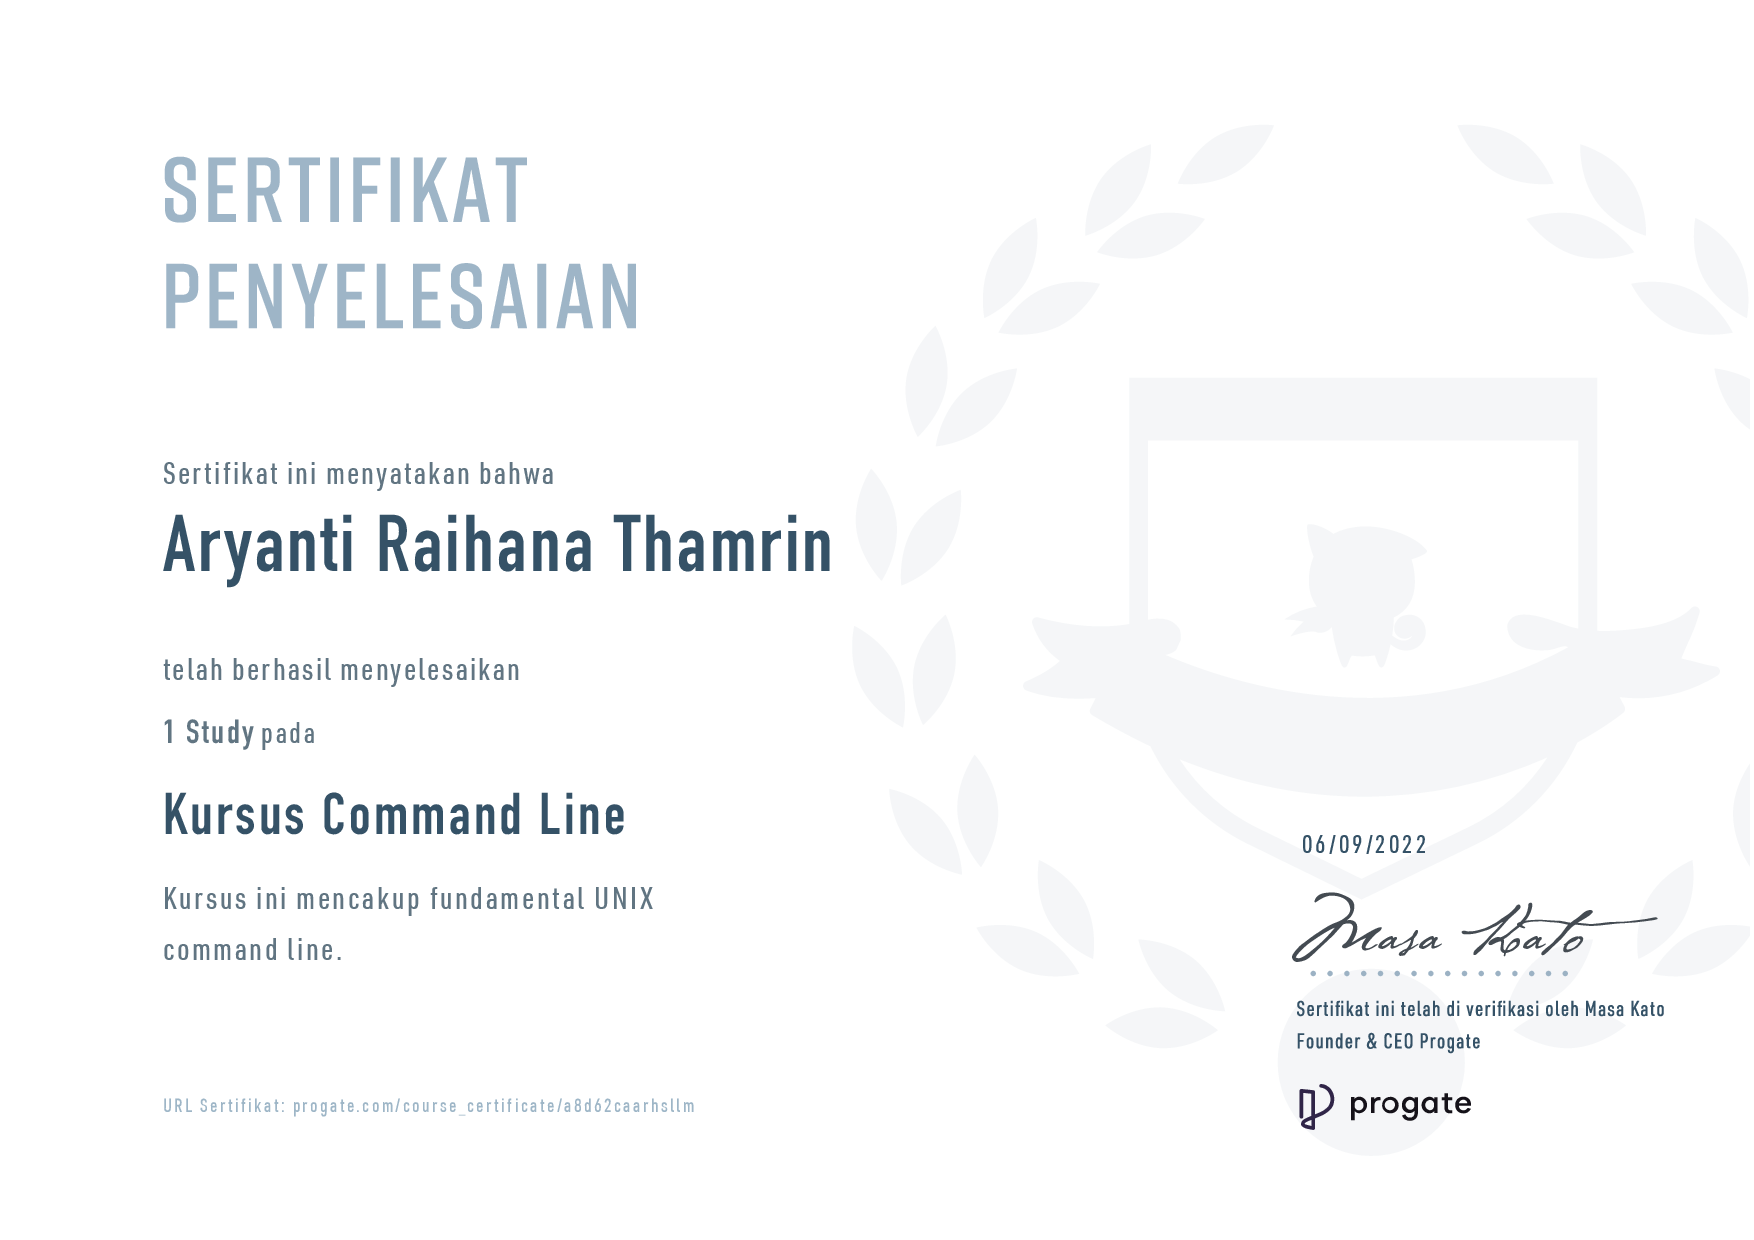 SERTIFIKAT
PENYELESAIAN
Sertifikat ini menyatakan bahwa
Aryanti Raihana Thamrin
telah berhasil menyelesaikan
1 Study pada
Kursus Command Line
Kursus ini mencakup fundamental UNIX
command line.
06/09/2022
Masa Kato
Sertifikat ini telah di verifikasi oleh Masa Kato
Founder & CEO Progate
URL Sertifikat: progate.com/course_certificate/a8d62caarhsllm
progate